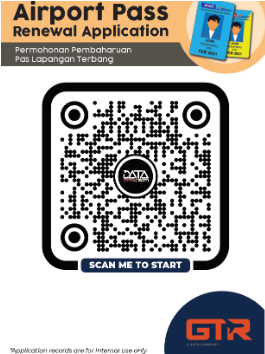 Airport Pass
Renewal Application
Permohonan Pembaharuan
Pas Lapangan Terbang
DATA
SCAN ME TO START
GTR
*Application records are for Internal use only